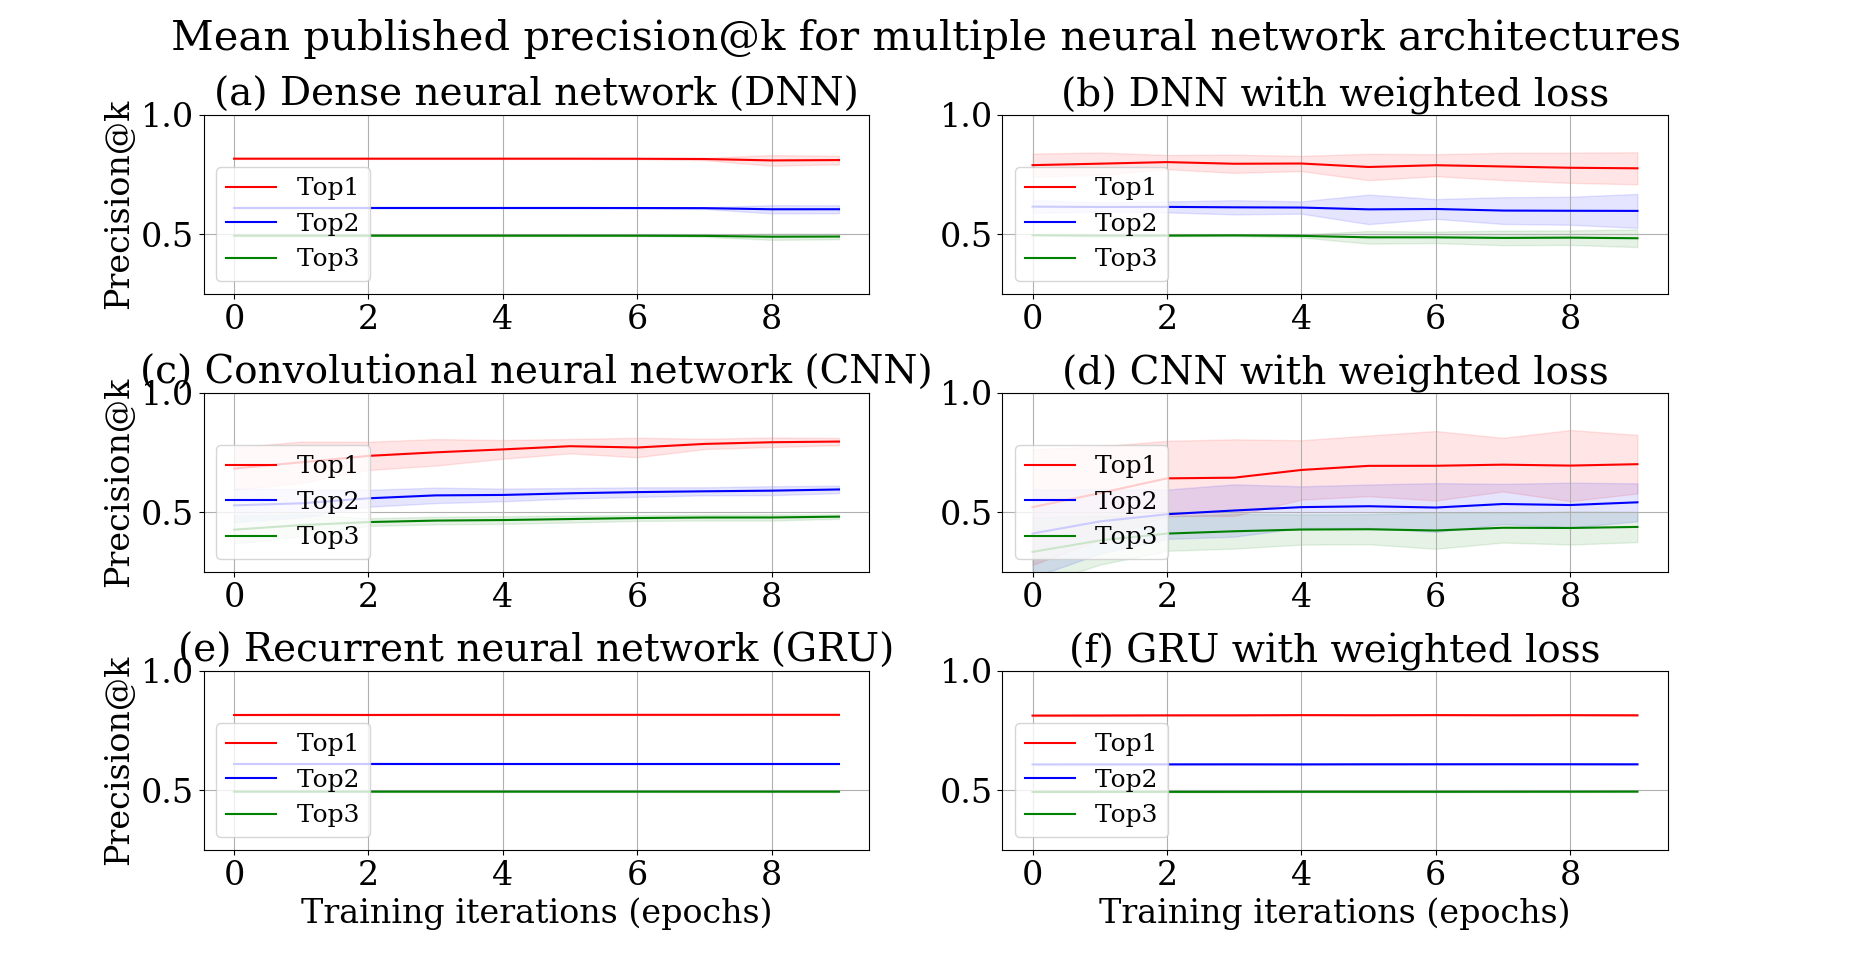 Mean published precision@k for multiple neural network architectures
(a) Dense neural network (DNN)
Precision@k
1.0
0.5
Top1
Top2
Top3
0 2 4 6 8
(b) DNN with weighted loss
1.0
0.5
Top1
Top2
Top3
0 2 4 6 8
(c) Convolutional neural network (CNN)
Precision@k
1.0
0.5
Top1
Top2
Top3
0 2 4 6 8
(d) CNN with weighted loss
1.0
0.5
Top1
Top2
Top3
0 2 4 6 8
(e) Recurrent neural network (GRU)
Precision@k
1.0
0.5
Top1
Top2
Top3
0 2 4 6 8
Training iterations (epochs)
(f) GRU with weighted loss
1.0
0.5
Top1
Top2
Top3
0 2 4 6 8
Training iterations (epochs)